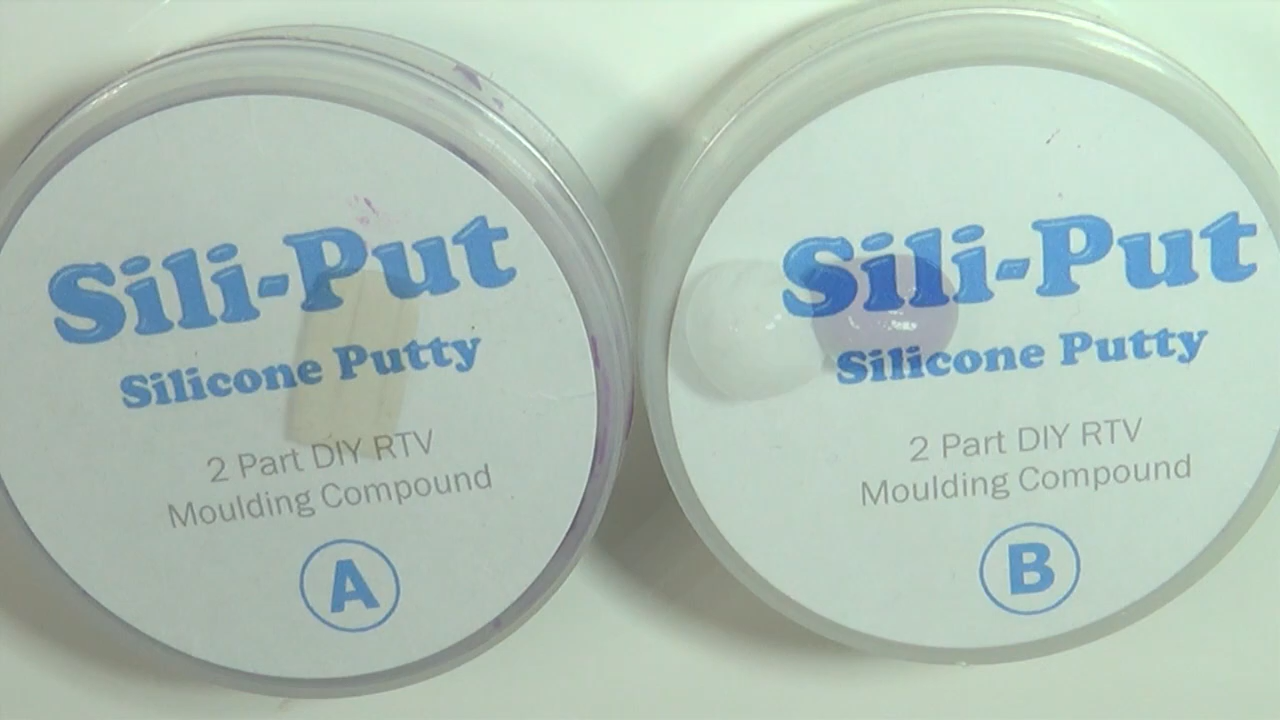 Sili-Put
Silicone Putty
2 Part DIY RTV
Moulding Compound
A
Sili-Put
Silicone Putty
2 Part DIY RTV
Moulding Compound
B